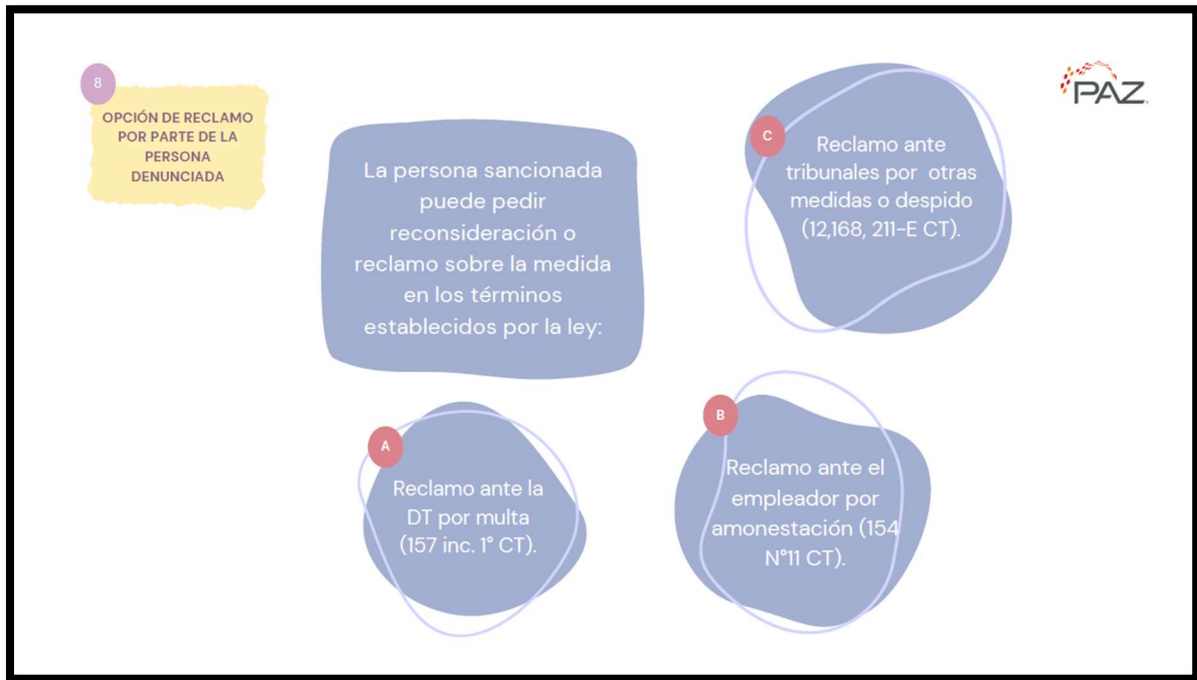 8
OPCIÓN DE RECLAMO
POR PARTE DE LA
PERSONA
DENUNCIADA
PAZ
La persona sancionada
puede pedir
reconsideración o
reclamo sobre la medida
en los términos
establecidos por la ley:
A
Reclamo ante la
DT por multa
(157 inc. 1° CT).
B
Reclamo ante el
empleador por
amonestación (154
N°11 CT).
C
Reclamo ante
tribunales por otras
medidas o despido
(12,168, 211-E CT).